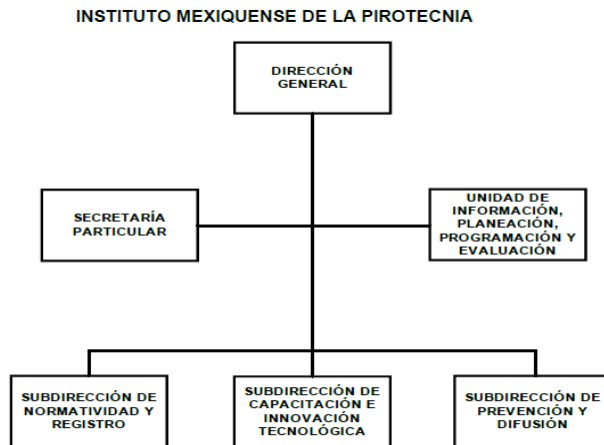 INSTITUTO MEXIQUENSE DE LA PIROTECNIA
DIRECCIÓN
GENERAL
SECRETARÍA
PARTICULAR
UNIDAD DE
INFORMACIÓN,
PLANEACIÓN,
PROGRAMACIÓN Y
EVALUACIÓN
SUBDIRECCIÓN DE
NORMATIVIDAD Y
REGISTRO
SUBDIRECCIÓN DE
CAPACITACIÓN E
INNOVACIÓN
TECNOLÓGICA
SUBDIRECCIÓN DE
PREVENCIÓN Y
DIFUSIÓN